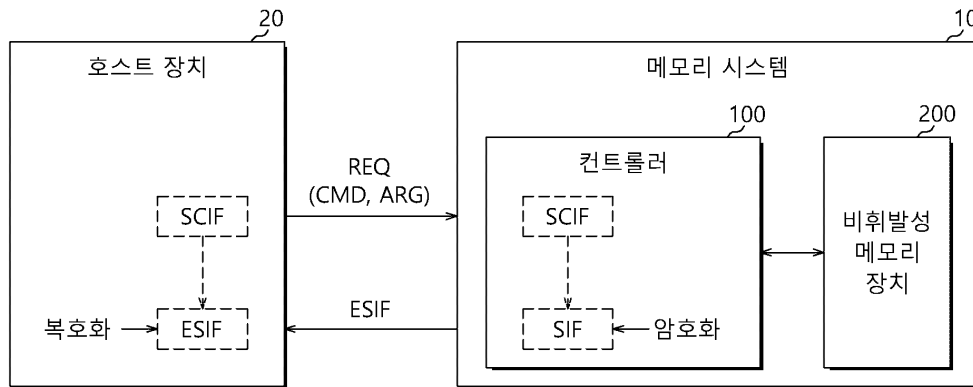 20
호스트 장치
SCIF
복호화
ESIF
REQ
(CMD, ARG)
ESIF
10
메모리 시스템
100
컨트롤러
SCIF
SIF
암호화
200
비휘발성
메모리
장치